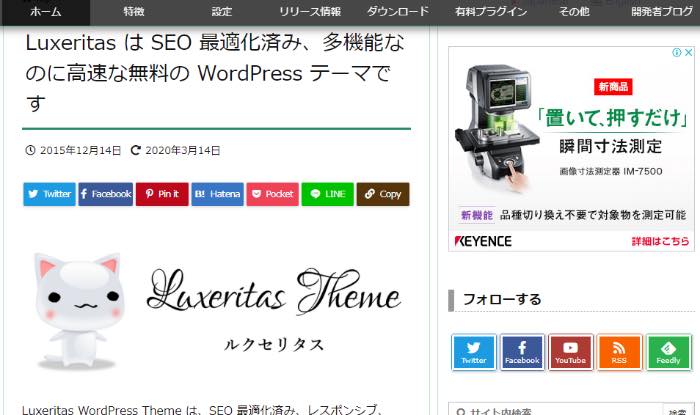 ホーム 特徴 設定 リリース情報 ダウンロード 有料プラグイン その他 開発者ブログ
Luxeritas は SEO 最適化済み、多機能な
のに高速な無料の WordPress テーマで
す
2015年12月14日 2020年3月14日
Twitter Facebook Pin it B! Hatena Pocket LINE Copy
Luxeritas Theme
ルクセリタス
Luxeritas WordPress Theme は、SEO 最適化済み、レスポンシブ、
新商品
「置いて、押すだけ」
瞬間寸法測定
画像寸法測定器 IM-7500
新機能 品種切り換え不要で対象物を測定可能
KEYENCE 詳細はこちら
フォローする
Twitter Facebook YouTube RSS Feedly
サイト内検索 検索